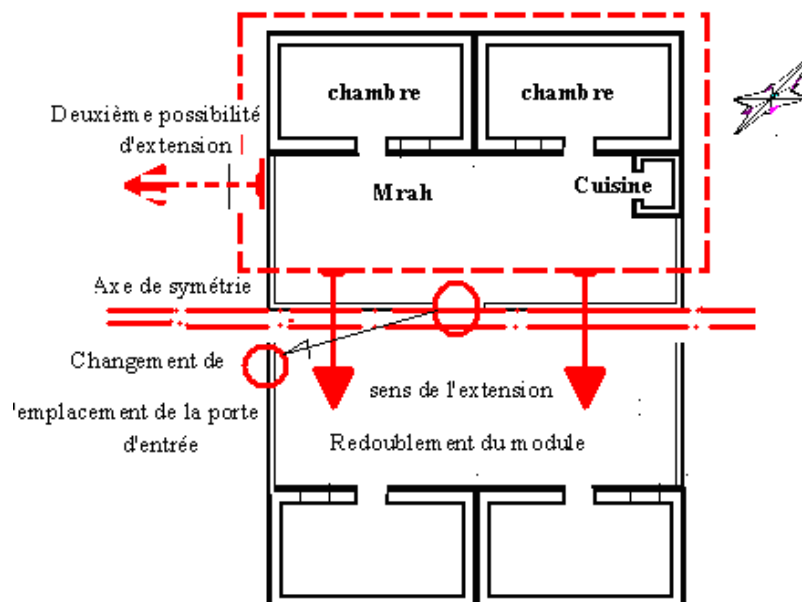 chambre
chambre
Deuxième possibilité
d'extension
Mrah
Cuisine
Axe de symétrie
Changement de
'emplacement de la porte
d'entrée
sens de l'extension
Redoublement du module